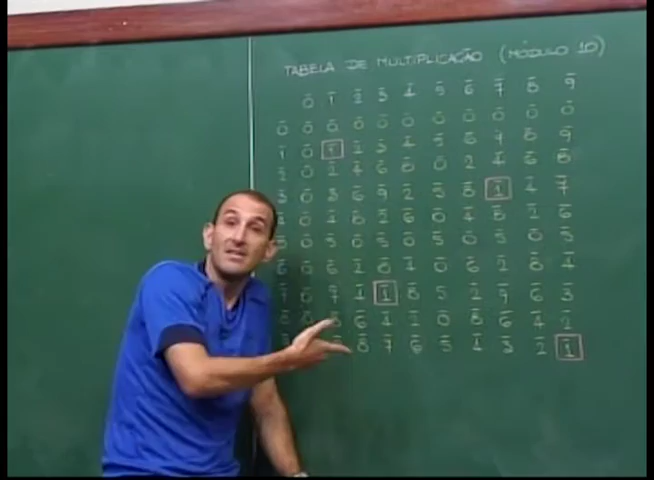 TABELA DE MULTIPLICAÇÃO (MÓDULO 10)
0̄ 1̄ 2̄ 3̄ 4̄ 5̄ 6̄ 7̄ 8̄ 9̄
0̄ 0̄ 0̄ 0̄ 0̄ 0̄ 0̄ 0̄ 0̄ 0̄ 0̄
1̄ 0̄ 1̄ 2̄ 3̄ 4̄ 5̄ 6̄ 7̄ 8̄ 9̄
2̄ 0̄ 2̄ 4̄ 6̄ 8̄ 0̄ 2̄ 4̄ 6̄ 8̄
3̄ 0̄ 3̄ 6̄ 9̄ 2̄ 5̄ 8̄ 1̄ 4̄ 7̄
4̄ 0̄ 4̄ 8̄ 2̄ 6̄ 0̄ 4̄ 8̄ 2̄ 6̄
5̄ 0̄ 5̄ 0̄ 5̄ 0̄ 5̄ 0̄ 5̄ 0̄ 5̄
6̄ 0̄ 6̄ 2̄ 8̄ 4̄ 0̄ 6̄ 2̄ 8̄ 4̄
7̄ 0̄ 7̄ 4̄ 1̄ 8̄ 5̄ 2̄ 9̄ 6̄ 3̄
8̄ 0̄ 8̄ 6̄ 4̄ 2̄ 0̄ 8̄ 6̄ 4̄ 2̄
8̄ 7̄ 6̄ 5̄ 4̄ 3̄ 2̄ 1̄